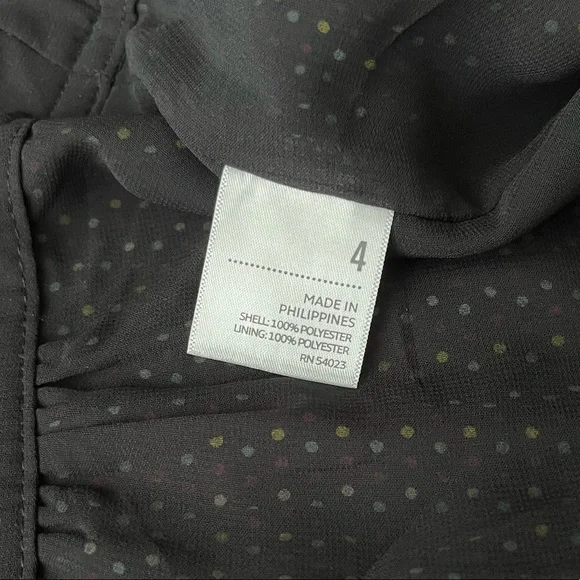 4
MADE IN
PHILIPPINES
SHELL: 100% POLYESTER
LINING: 100% POLYESTER
RN 54023